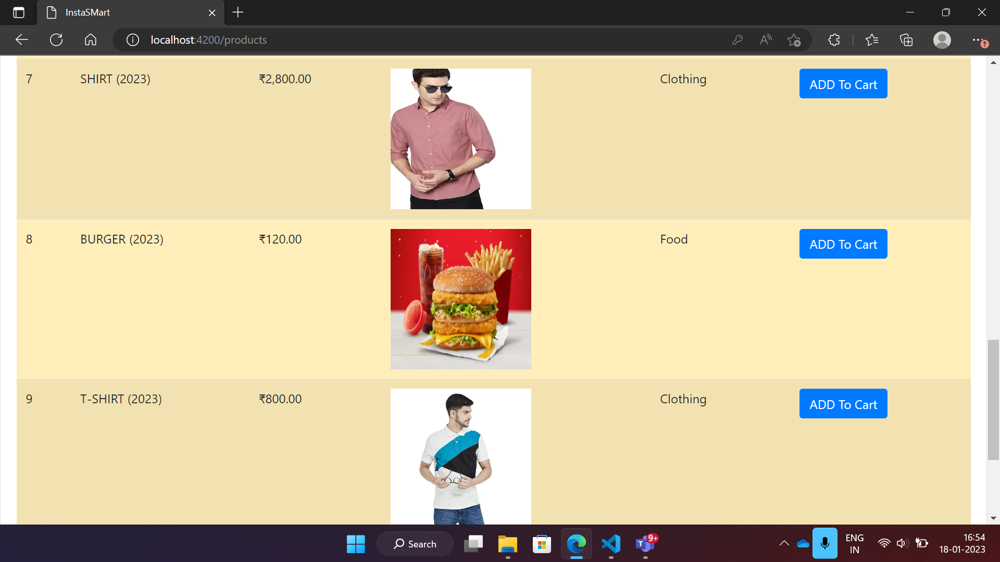 InstaSMart
localhost:4200/products
7 SHIRT (2023) ₹2,800.00 Clothing ADD To Cart
8 BURGER (2023) ₹120.00 Food ADD To Cart
9 T-SHIRT (2023) ₹800.00 Clothing ADD To Cart
Search
T 9+
ENG
IN
16:54
18-01-2023